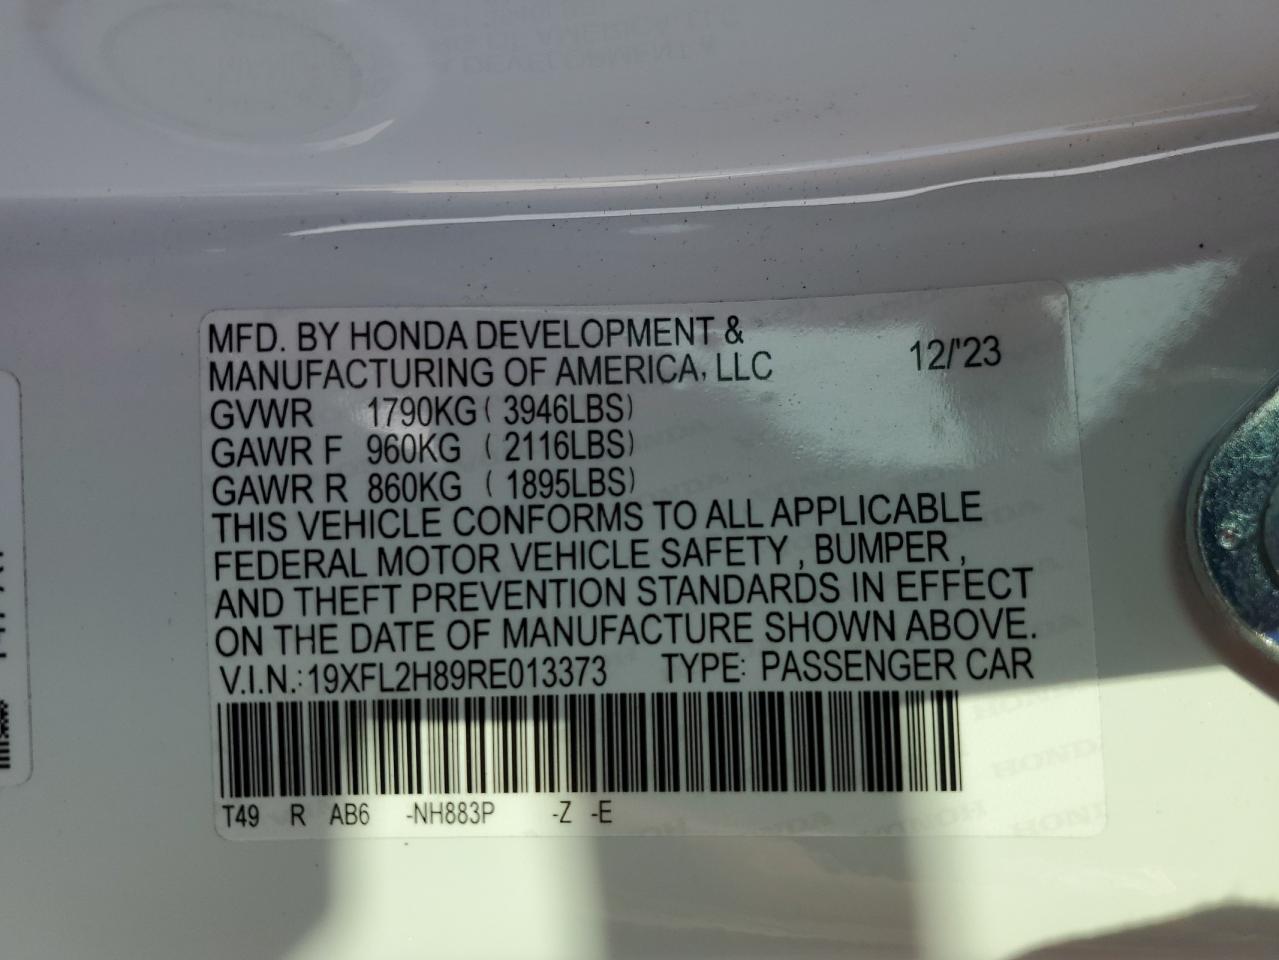 MFD. BY HONDA DEVELOPMENT &
MANUFACTURING OF AMERICA, LLC 12/'23
GVWR 1790KG ( 3946LBS)
GAWR F 960KG ( 2116LBS)
GAWR R 860KG ( 1895LBS)
THIS VEHICLE CONFORMS TO ALL APPLICABLE
FEDERAL MOTOR VEHICLE SAFETY , BUMPER ,
AND THEFT PREVENTION STANDARDS IN EFFECT
ON THE DATE OF MANUFACTURE SHOWN ABOVE.
V.I.N.: 19XFL2H89RE013373 TYPE: PASSENGER CAR
T49 R AB6 -NH883P -Z -E